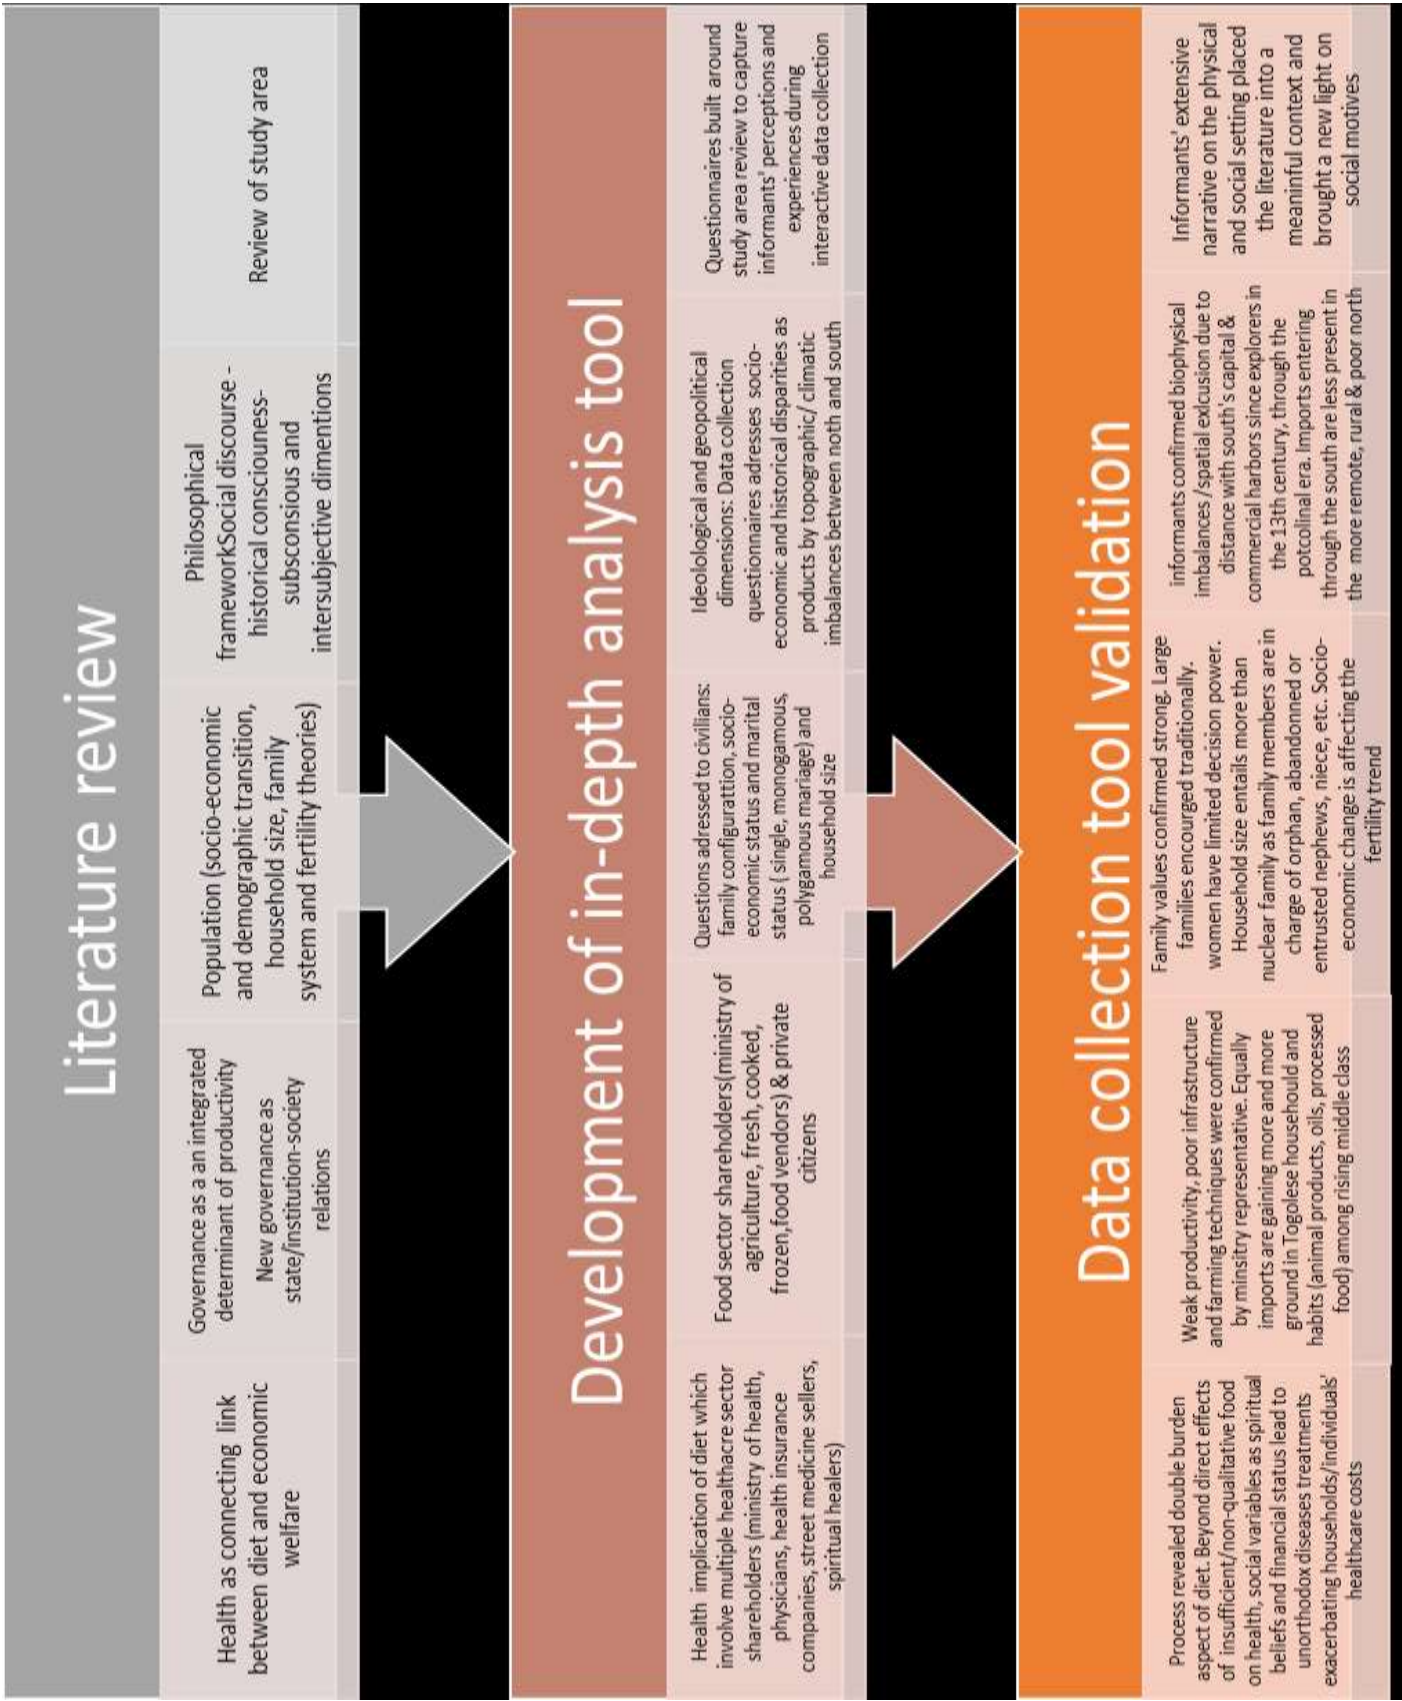 Literature review
Health as connecting link
between diet and economic
welfare
Governance as a an integrated
determinant of productivity
New governance as
state/institution-society
relations
Population (socio-economic
and demographic transition,
household size, family
system and fertility theories)
Philosophical
frameworkSocial discourse -
historical consciouness-
subsconsious and
intersubjective dimentions
Review of study area
Development of in-depth analysis tool
Health implication of diet which
involve multiple healthacre sector
shareholders (ministry of health,
physicians, health insurance
companies, street medicine sellers,
spiritual healers)
Food sector shareholders(ministry of
agriculture, fresh, cooked,
frozen,food vendors) & private
citizens
Questions adressed to civilians:
family configurattion, socio-
economic status and marital
status ( single, monogamous,
polygamous mariage) and
household size
Ideolological and geopolitical
dimensions: Data collection
questionnaires adresses socio-
economic and historical disparities as
products by topographic/ climatic
imbalances between noth and south
Questionnaires built around
study area review to capture
informants' perceptions and
experiences during
interactive data collection
Data collection tool validation
Process revealed double burden
aspect of diet. Beyond direct effects
of insufficient/non-qualitative food
on health, social variables as spiritual
beliefs and financial status lead to
unorthodox diseases treatments
exacerbating households/individuals'
healthcare costs
Weak productivity, poor infrastructure
and farming techniques were confirmed
by minsitry representative. Equally
imports are gaining more and more
ground in Togolese household and
habits (animal products, oils, processed
food) among rising middle class
Family values confirmed strong. Large
families encourged traditionally.
women have limited decision power.
Household size entails more than
nuclear family as family members are in
charge of orphan, abandonned or
entrusted nephews, niece, etc. Socio-
economic change is affecting the
fertility trend
informants confirmed biophysical
imbalances /spatial exlcusion due to
distance with south's capital &
commercial harbors since explorers in
the 13th century, through the
potcolinal era. Imports entering
through the south are less present in
the more remote, rural & poor north
Informants' extensive
narrative on the physical
and social setting placed
the literature into a
meaninful context and
brought a new light on
social motives